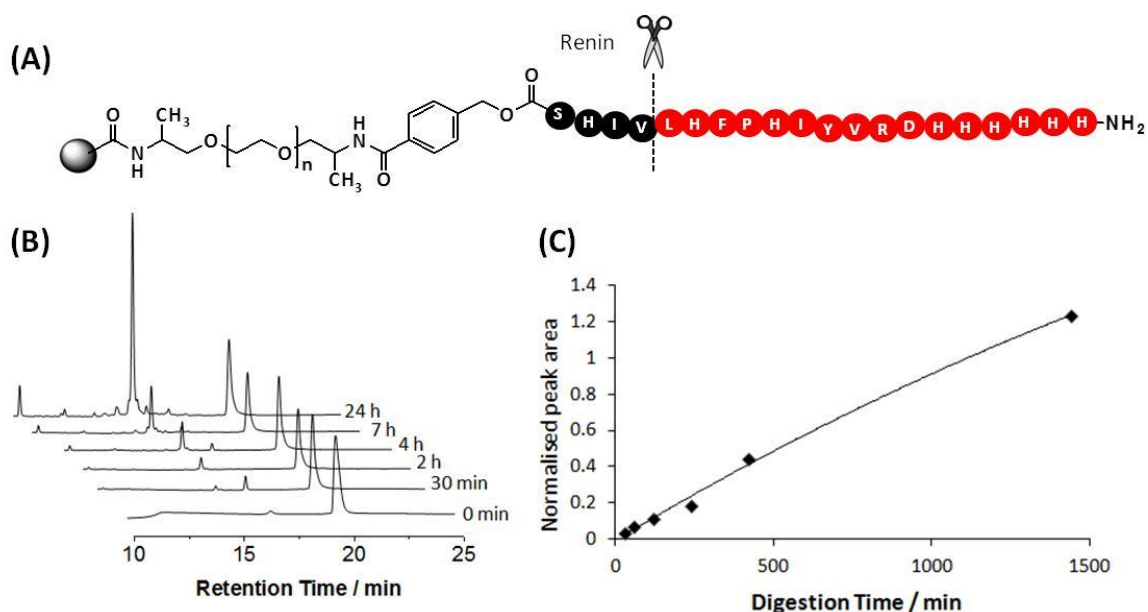 (A)
Renin
O
CH3
N
H
O
O
n
CH3
H
N
O
O
O
S H I V L H F P H I Y V R D H H H H H H NH2
(B)
24 h
7 h
4 h
2 h
30 min
0 min
10 15 20 25
Retention Time / min
(C)
Normalised peak area
1.4
1.2
1
0.8
0.6
0.4
0.2
0
0 500 1000 1500
Digestion Time / min